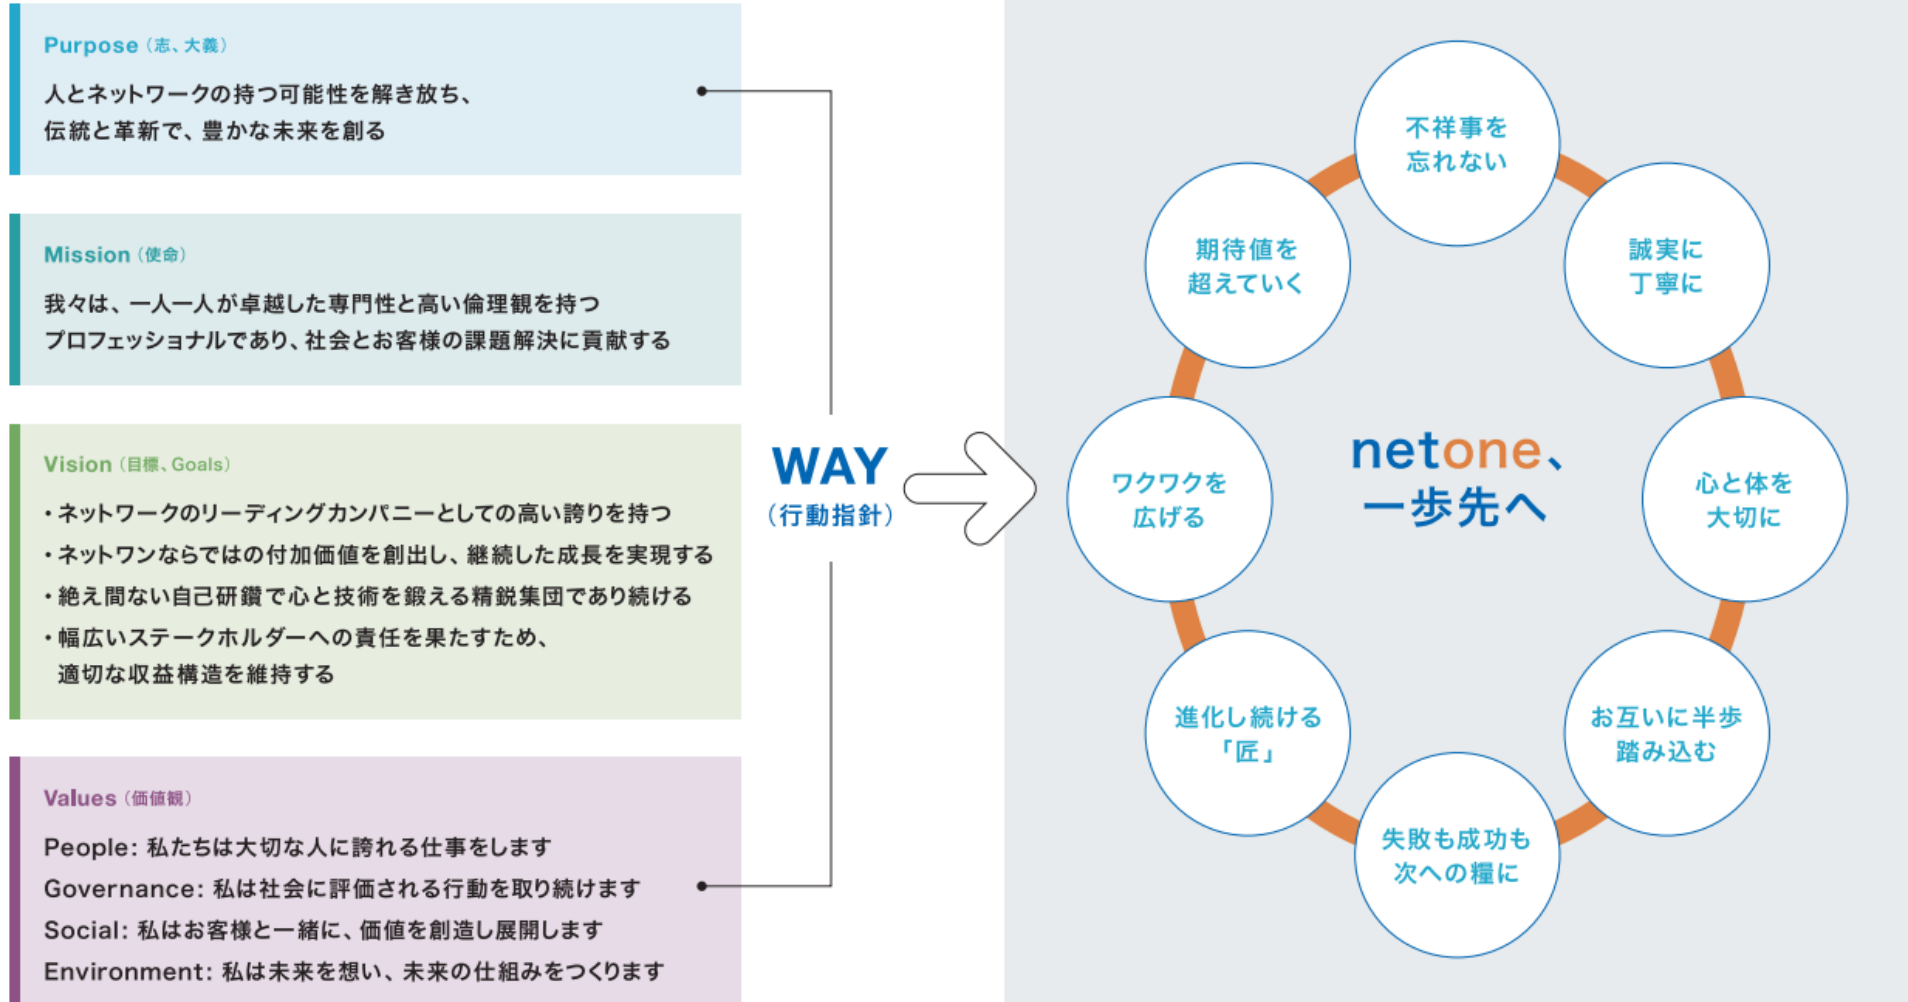 Purpose（志、大義）
人とネットワークの持つ可能性を解き放ち、
伝統と革新で、豊かな未来を創る
Mission（使命）
我々は、一人一人が卓越した専門性と高い倫理観を持つ
プロフェッショナルであり、社会とお客様の課題解決に貢献する
Vision（目標、Goals）
・ネットワークのリーディングカンパニーとしての高い誇りを持つ
・ネットワンならではの付加価値を創出し、継続した成長を実現する
・絶え間ない自己研鑽で心と技術を鍛える精鋭集団であり続ける
・幅広いステークホルダーへの責任を果たすため、
適切な収益構造を維持する
Values（価値観）
People: 私たちは大切な人に誇れる仕事をします
Governance: 私は社会に評価される行動を取り続けます
Social: 私はお客様と一緒に、価値を創造し展開します
Environment: 私は未来を想い、未来の仕組みをつくります
WAY
（行動指針）
netone、
一歩先へ
不祥事を
忘れない
誠実に
丁寧に
心と体を
大切に
お互いに半歩
踏み込む
失敗も成功も
次への糧に
進化し続ける
「匠」
ワクワクを
広げる
期待値を
超えていく